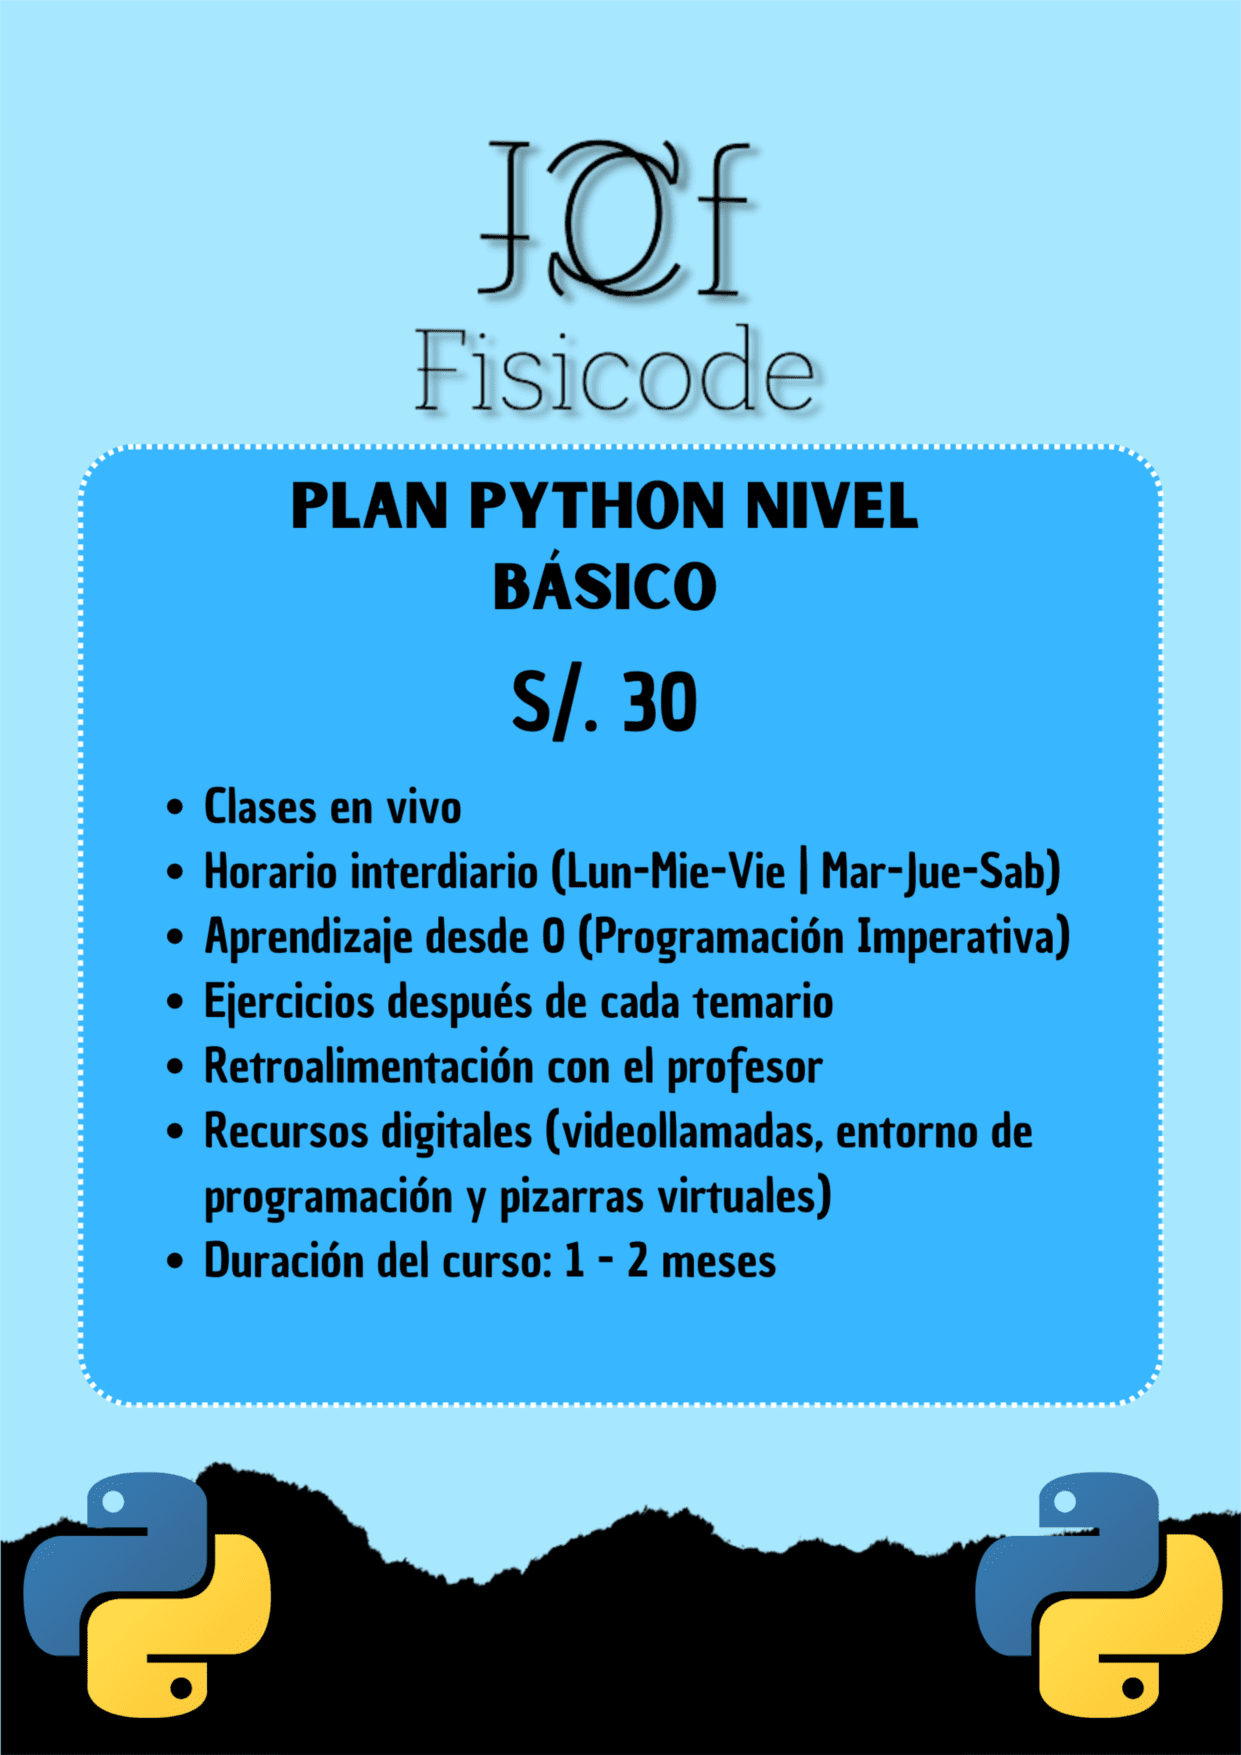 JCf
Fisicode
PLAN PYTHON NIVEL
BÁSICO
S/. 30
• Clases en vivo
• Horario interdiario (Lun-Mie-Vie | Mar-Jue-Sab)
• Aprendizaje desde 0 (Programación Imperativa)
• Ejercicios después de cada temario
• Retroalimentación con el profesor
• Recursos digitales (videollamadas, entorno de
programación y pizarras virtuales)
• Duración del curso: 1 - 2 meses